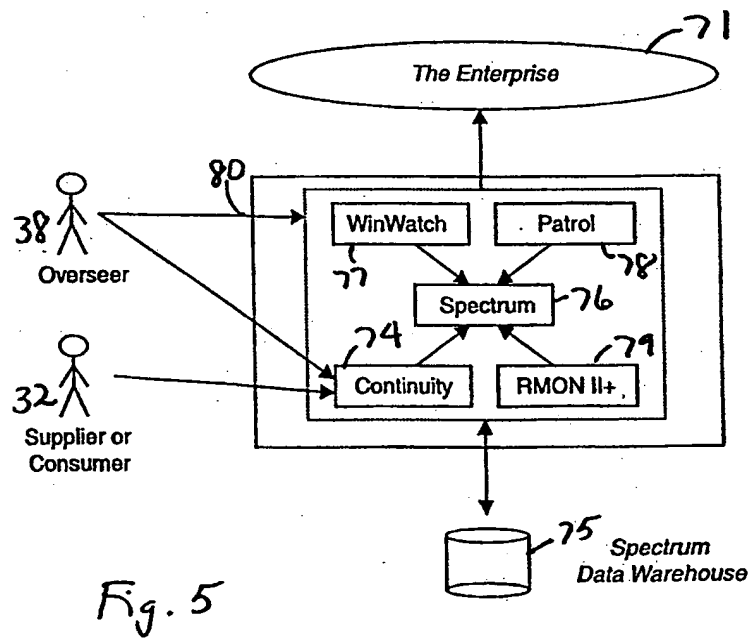 71
The Enterprise
80
38
Overseer
WinWatch
77
Patrol
78
Spectrum
76
74
Continuity
79
RMON II+
32
Supplier or
Consumer
75
Spectrum
Data Warehouse
Fig. 5